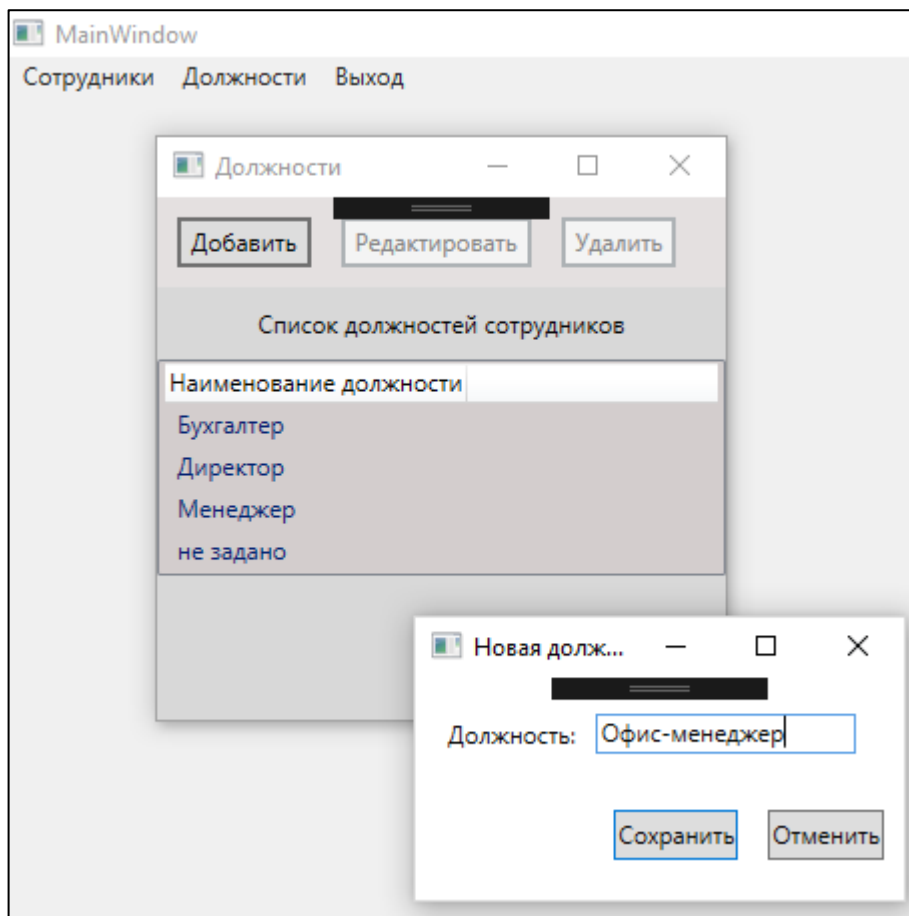 MainWindow
Сотрудники Должности Выход
Должности
Добавить Редактировать Удалить
Список должностей сотрудников
Наименование должности
Бухгалтер
Директор
Менеджер
не задано
Новая долж...
Должность: Офис-менеджер
Сохранить Отменить